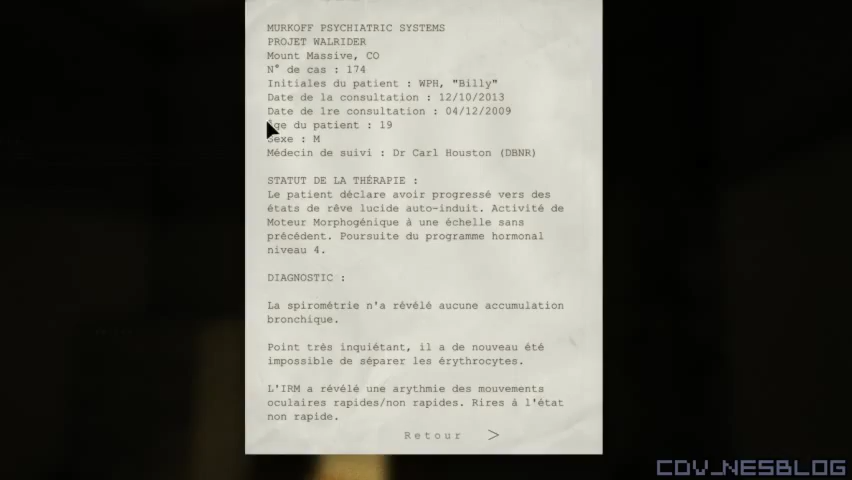 MURKOFF PSYCHIATRIC SYSTEMS
PROJET WALRIDER
Mount Massive, CO
N° de cas : 174
Initiales du patient : WPH, "Billy"
Date de la consultation : 12/10/2013
Date de 1re consultation : 04/12/2009
Âge du patient : 19
Sexe : M
Médecin de suivi : Dr Carl Houston (DBNR)
STATUT DE LA THÉRAPIE :
Le patient déclare avoir progressé vers des
états de rêve lucide auto-induit. Activité de
Moteur Morphogénique à une échelle sans
précédent. Poursuite du programme hormonal
niveau 4.
DIAGNOSTIC :
La spirométrie n'a révélé aucune accumulation
bronchique.
Point très inquiétant, il a de nouveau été
impossible de séparer les érythrocytes.
L'IRM a révélé une arythmie des mouvements
oculaires rapides/non rapides. Rires à l'état
non rapide.
Retour >
CDV_NESBLOG